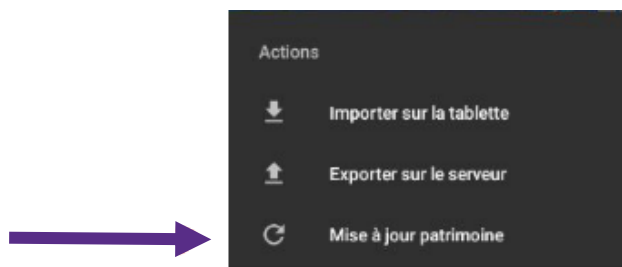 Actions
Importer sur la tablette
Exporter sur le serveur
Mise à jour patrimoine